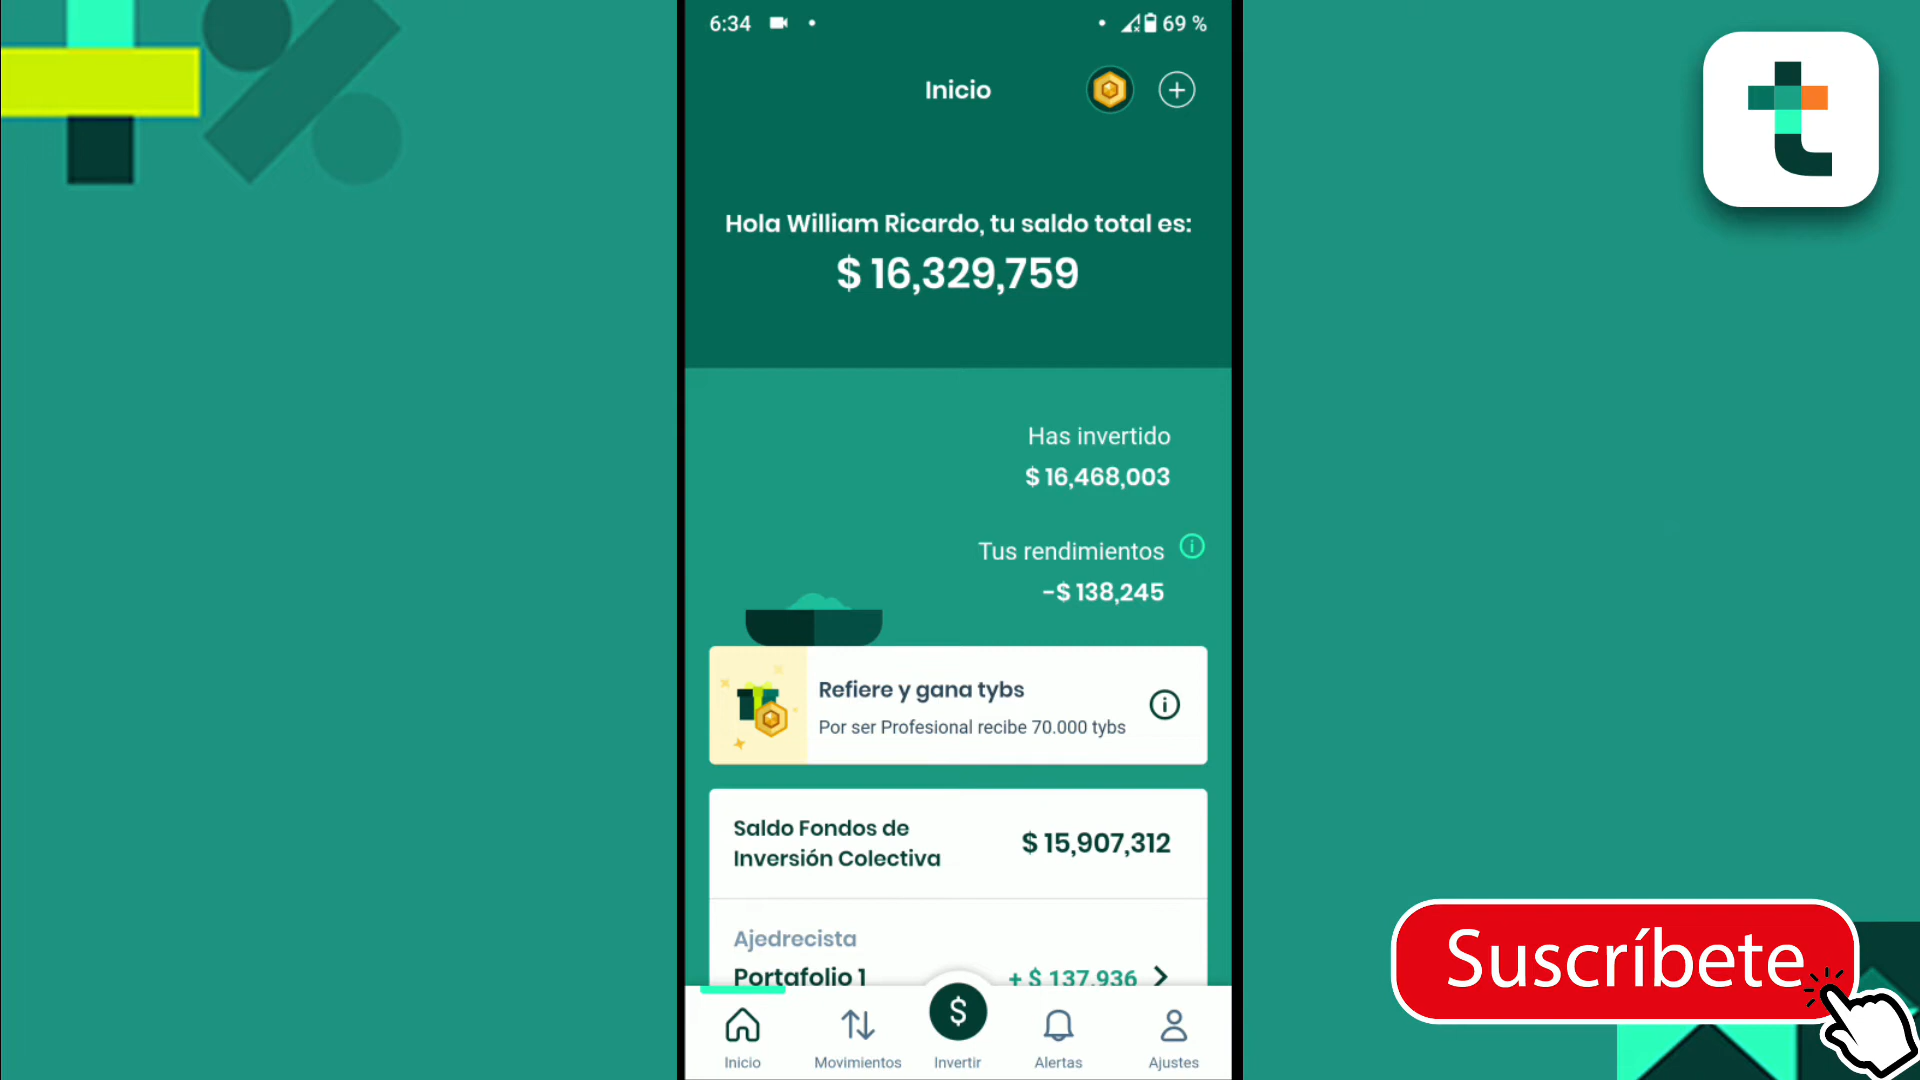 6:34
69 %
Inicio
Hola William Ricardo, tu saldo total es:
$ 16,329,759
Has invertido
$ 16,468,003
Tus rendimientos
-$ 138,245
Refiere y gana tybs
Por ser Profesional recibe 70.000 tybs
Saldo Fondos de
Inversión Colectiva
$ 15,907,312
Ajedrecista
Portafolio 1
+ $ 137,936
Inicio
Movimientos
Invertir
Alertas
Ajustes
t
Suscríbete